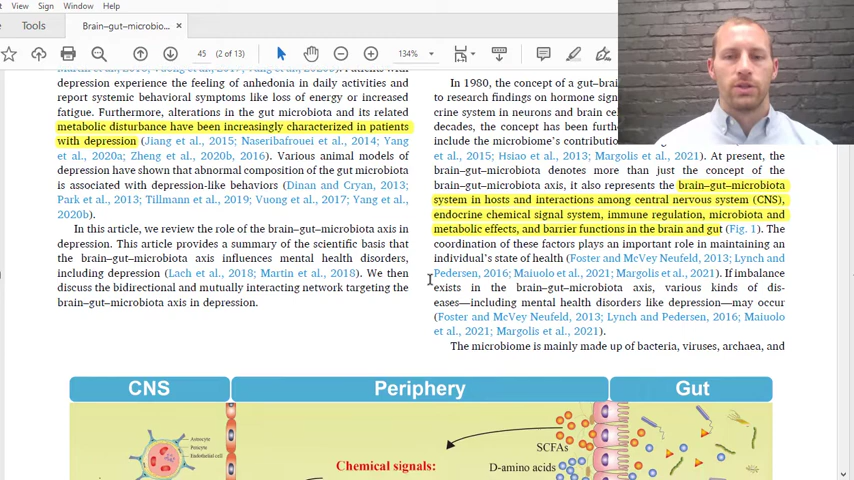 Sign Window Help
Tools
Brain–gut–microbio... ×
45 (2 of 13)
134%
depression experience the feeling of anhedonia in daily activities and
report systemic behavioral symptoms like loss of energy or increased
fatigue. Furthermore, alterations in the gut microbiota and its related
metabolic disturbance have been increasingly characterized in patients
with depression (Jiang et al., 2015; Naseribafrouei et al., 2014; Yang
et al., 2020a; Zheng et al., 2020b, 2016). Various animal models of
depression have shown that abnormal composition of the gut microbiota
is associated with depression-like behaviors (Dinan and Cryan, 2013;
Park et al., 2013; Tillmann et al., 2019; Vuong et al., 2017; Yang et al.,
2020b).
In this article, we review the role of the brain–gut–microbiota axis in
depression. This article provides a summary of the scientific basis that
the brain–gut–microbiota axis influences mental health disorders,
including depression (Lach et al., 2018; Martin et al., 2018). We then
discuss the bidirectional and mutually interacting network targeting the
brain–gut–microbiota axis in depression.
In 1980, the concept of a gut–brai
to research findings on hormone sign
crine system in neurons and brain cel
decades, the concept has been furth
include the microbiome's contributio
et al., 2015; Hsiao et al., 2013; Margolis et al., 2021). At present, the
brain–gut–microbiota denotes more than just the concept of the
brain–gut–microbiota axis, it also represents the brain–gut–microbiota
system in hosts and interactions among central nervous system (CNS),
endocrine chemical signal system, immune regulation, microbiota and
metabolic effects, and barrier functions in the brain and gut (Fig. 1). The
coordination of these factors plays an important role in maintaining an
individual's state of health (Foster and McVey Neufeld, 2013; Lynch and
Pedersen, 2016; Maiuolo et al., 2021; Margolis et al., 2021). If imbalance
exists in the brain–gut–microbiota axis, various kinds of dis-
eases—including mental health disorders like depression—may occur
(Foster and McVey Neufeld, 2013; Lynch and Pedersen, 2016; Maiuolo
et al., 2021; Margolis et al., 2021).
The microbiome is mainly made up of bacteria, viruses, archaea, and
CNS Periphery Gut
Astrocyte
Pericyte
Endothelial cell
Chemical signals:
SCFAs
D-amino acids